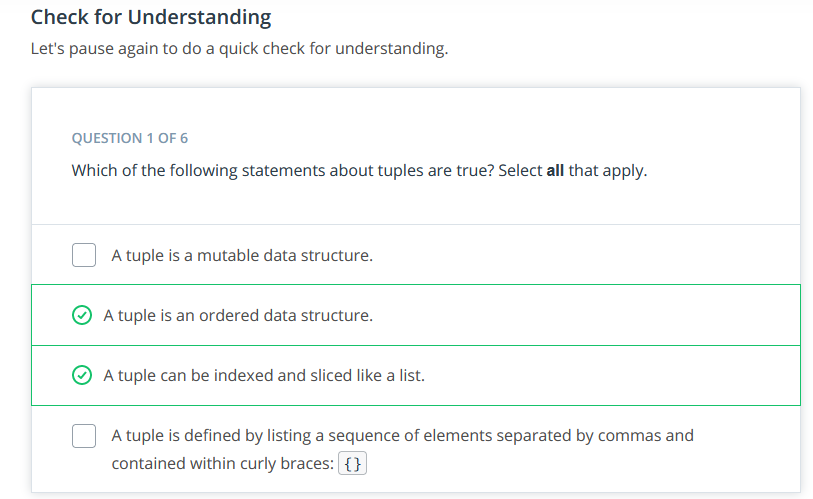 Check for Understanding
Let's pause again to do a quick check for understanding.
QUESTION 1 OF 6
Which of the following statements about tuples are true? Select all that apply.
A tuple is a mutable data structure.
A tuple is an ordered data structure.
A tuple can be indexed and sliced like a list.
A tuple is defined by listing a sequence of elements separated by commas and
contained within curly braces: {}